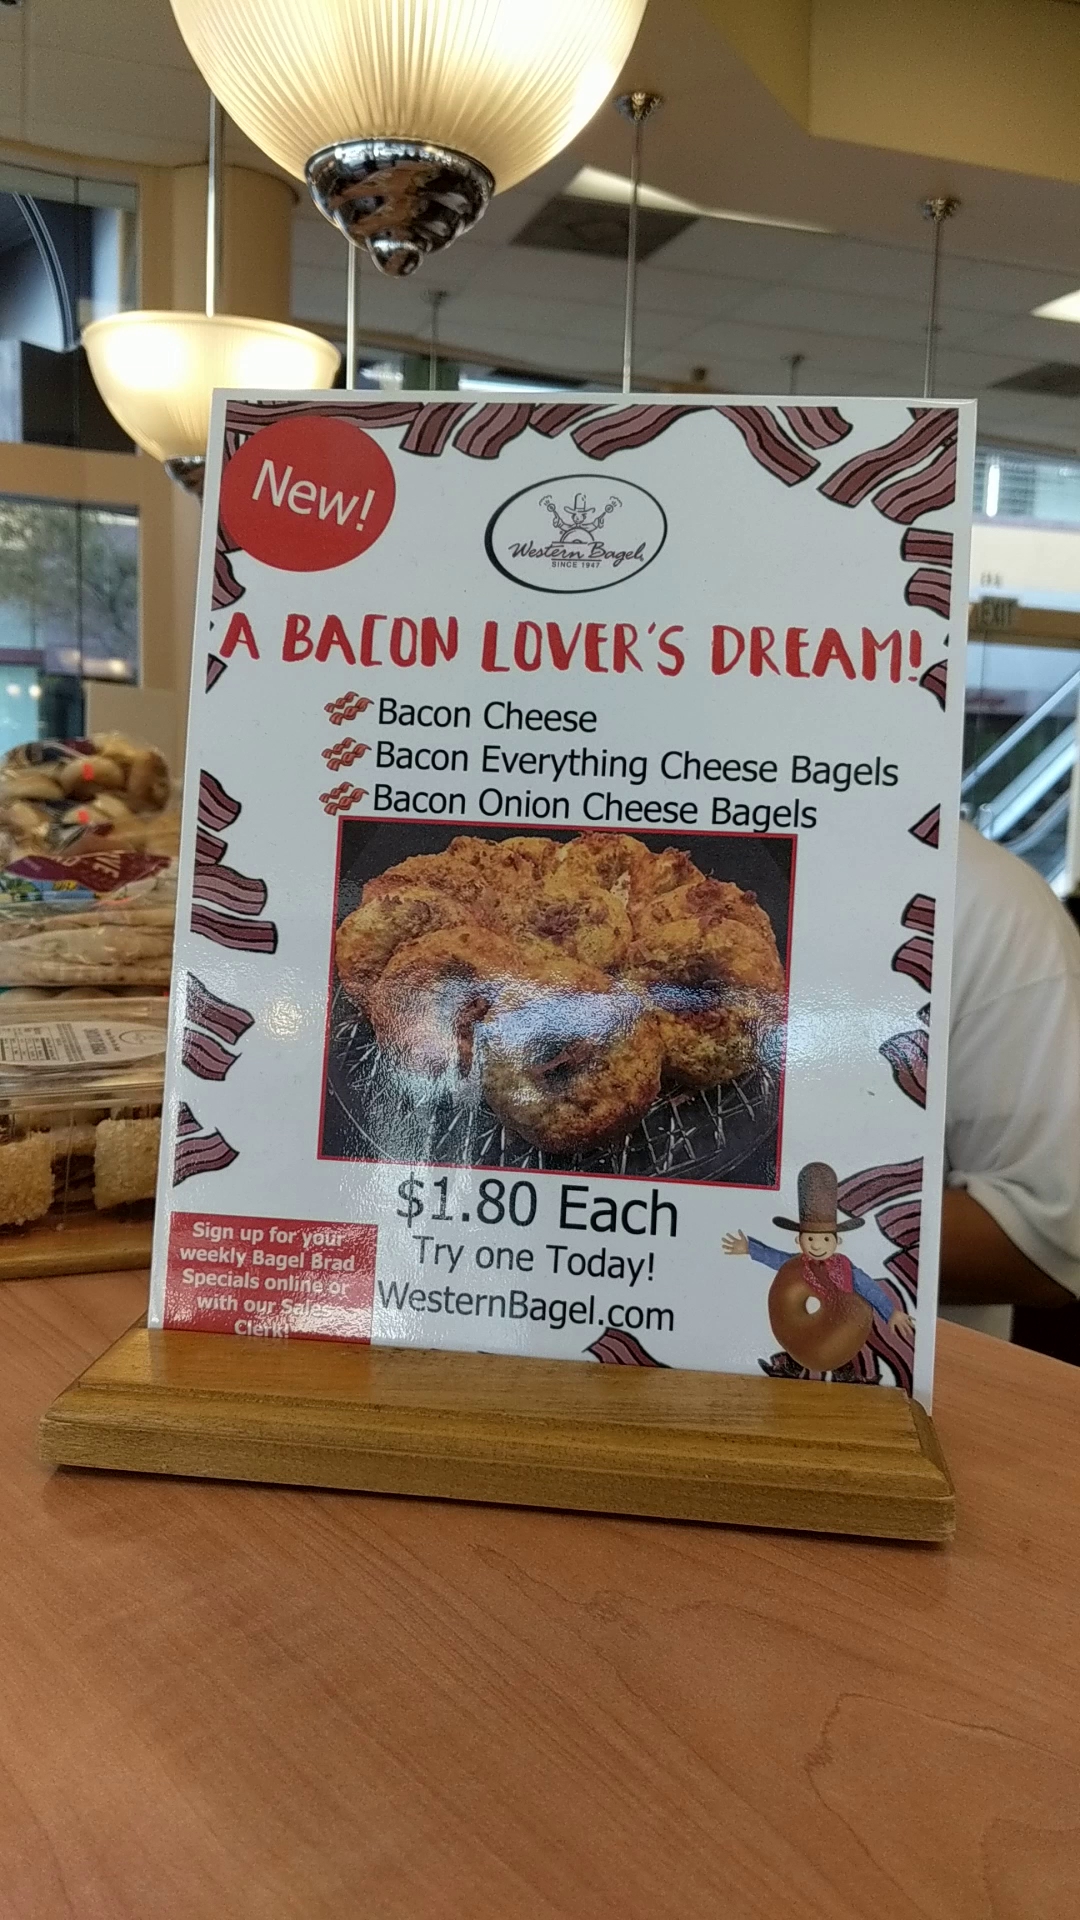 New!
Western Bagel
SINCE 1947
A BACON LOVER'S DREAM!
Bacon Cheese
Bacon Everything Cheese Bagels
Bacon Onion Cheese Bagels
$1.80 Each
Try one Today!
WesternBagel.com
Sign up for your
weekly Bagel Brad
Specials online or
with our Sales
Clerk!
EXIT